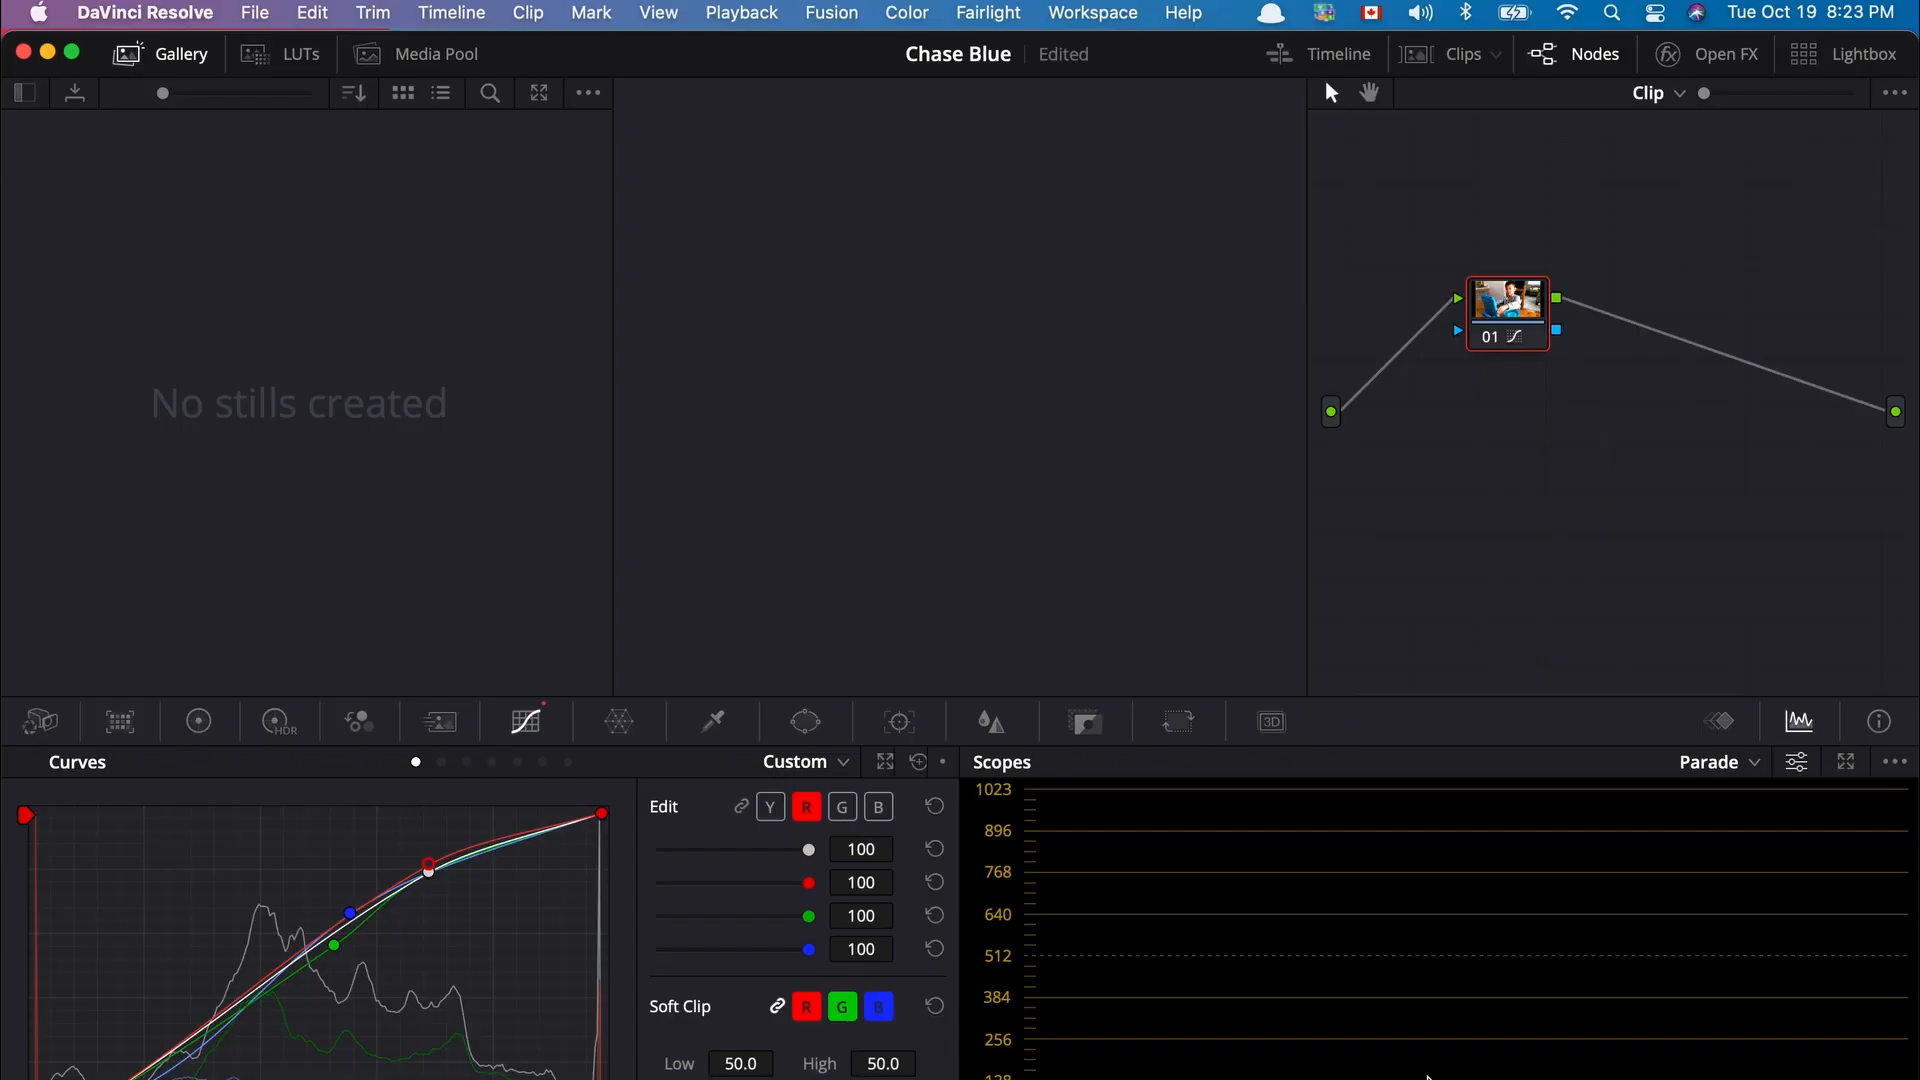 DaVinci Resolve File Edit Trim Timeline Clip Mark View Playback Fusion Color Fairlight Workspace Help Tue Oct 19 8:23 PM
Gallery LUTs Media Pool Chase Blue Edited Timeline Clips Nodes fx Open FX Lightbox
Clip
01
No stills created
HDR 3D
Curves Custom Scopes Parade
1023
Edit Y R G B
896
100
768
100
640
100
512
100
384
Soft Clip R G B
256
Low 50.0 High 50.0
128